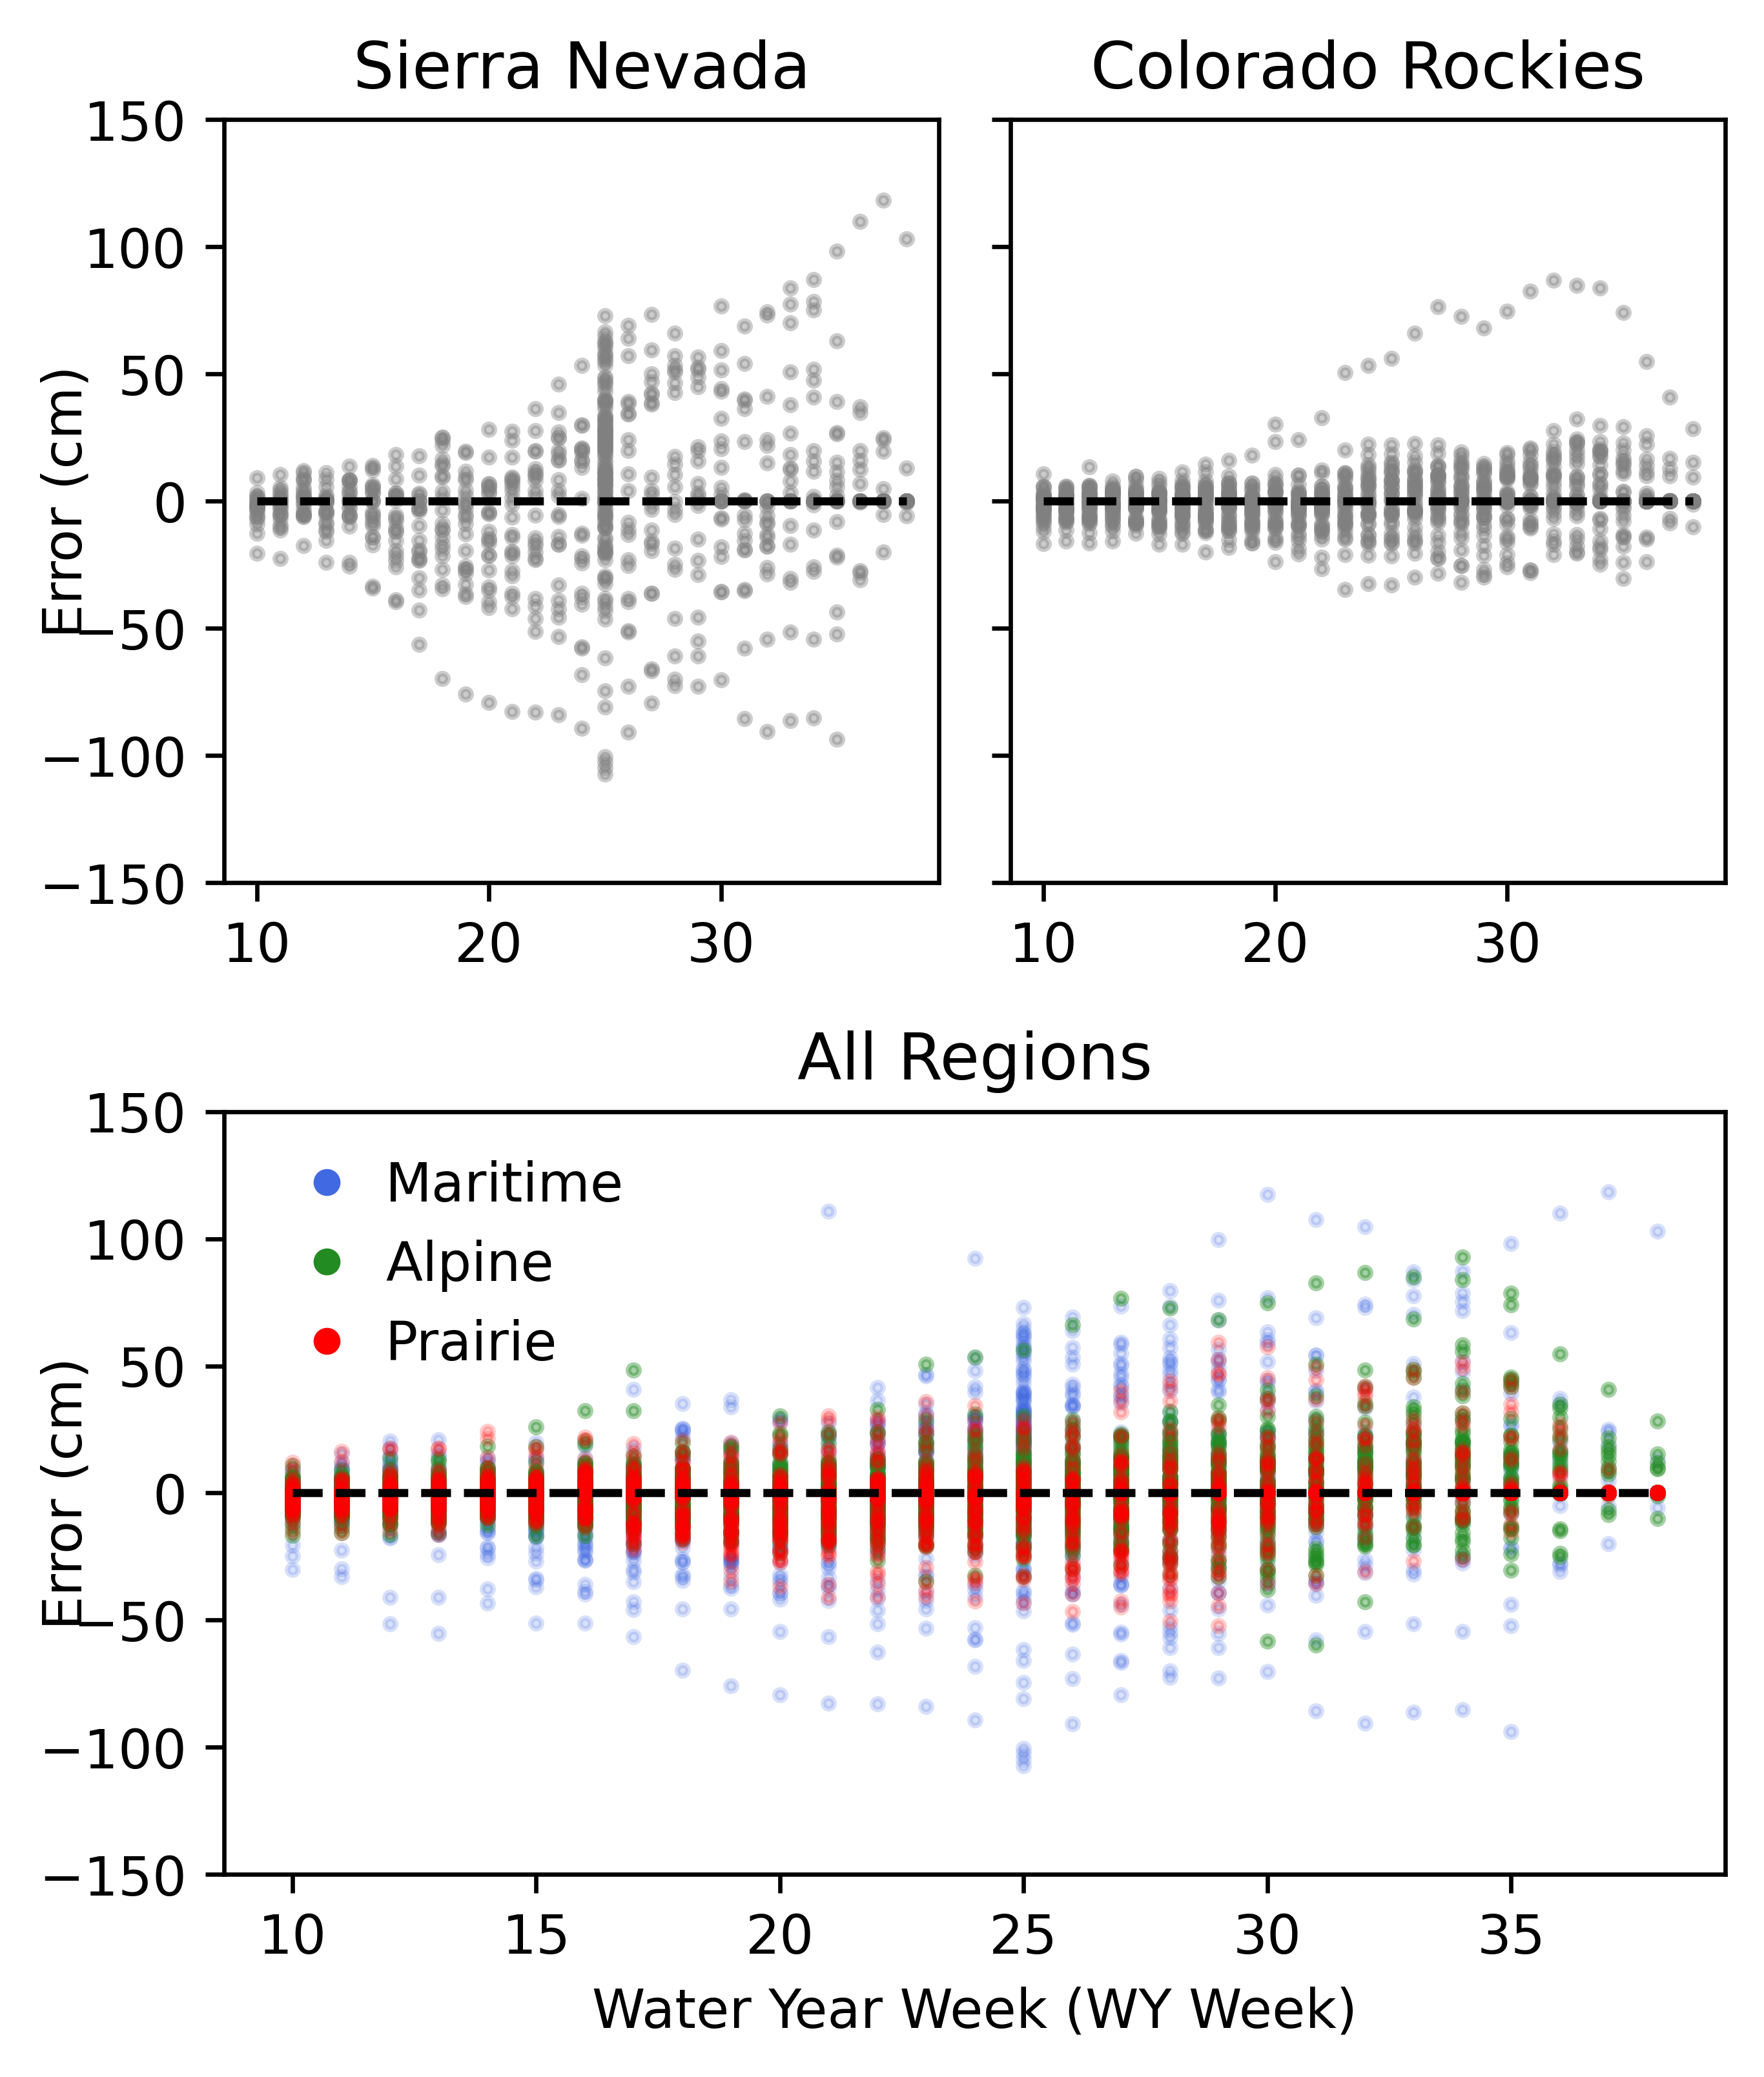 Sierra Nevada
Colorado Rockies
150
100
50
0
−50
−100
−150
Error (cm)
10 20 30
10 20 30
All Regions
150
100
50
0
−50
−100
−150
Error (cm)
Maritime
Alpine
Prairie
10 15 20 25 30 35
Water Year Week (WY Week)